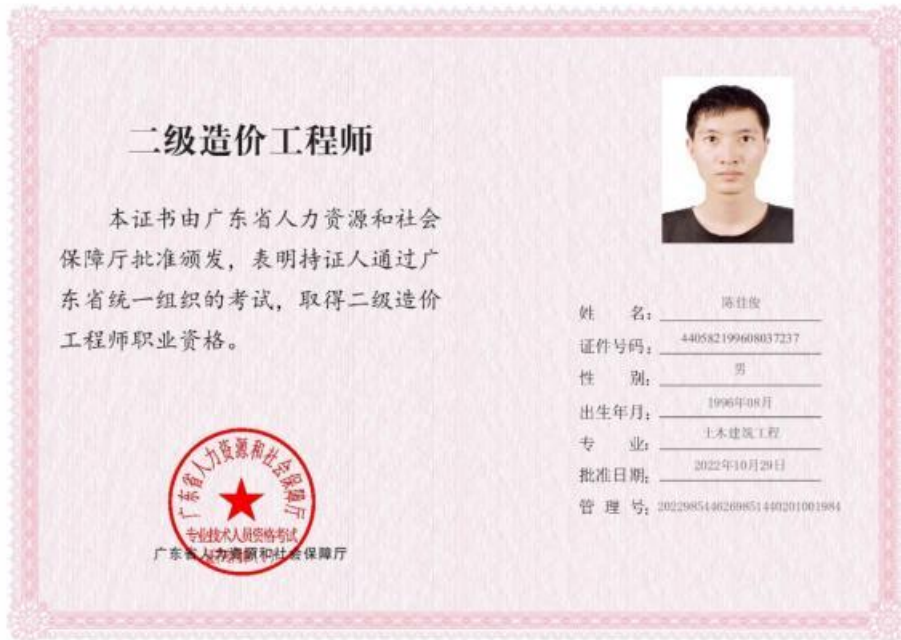 二级造价工程师
本证书由广东省人力资源和社会
保障厅批准颁发，表明持证人通过广
东省统一组织的考试，取得二级造价
工程师职业资格。
广东省人力资源和社会保障厅
专业技术人员资格考试
广东省人力资源和社会保障厅
姓 名：陈佳俊
证件号码：440582199608037237
性 别：男
出生年月：1996年08月
专 业：土木建筑工程
批准日期：2022年10月29日
管 理 号：20229854462698514402010019​84